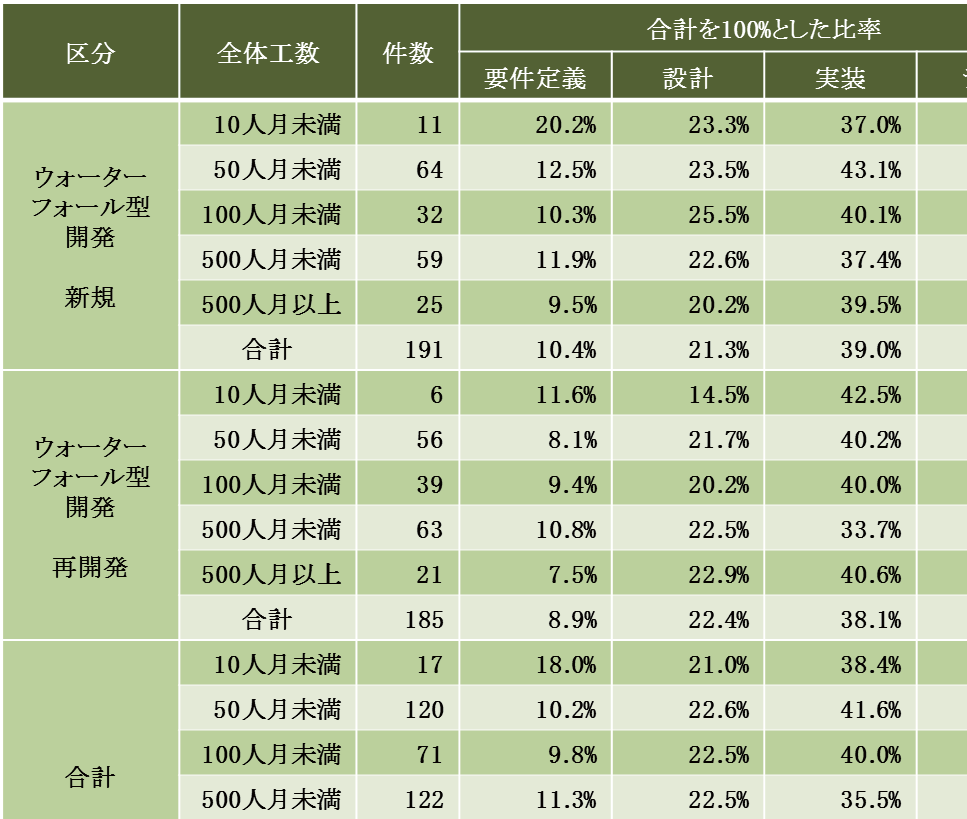 区分 全体工数 件数 合計を100%とした比率
要件定義 設計 実装
ウォーター
フォール型
開発
新規
10人月未満 11 20.2% 23.3% 37.0%
50人月未満 64 12.5% 23.5% 43.1%
100人月未満 32 10.3% 25.5% 40.1%
500人月未満 59 11.9% 22.6% 37.4%
500人月以上 25 9.5% 20.2% 39.5%
合計 191 10.4% 21.3% 39.0%
ウォーター
フォール型
開発
再開発
10人月未満 6 11.6% 14.5% 42.5%
50人月未満 56 8.1% 21.7% 40.2%
100人月未満 39 9.4% 20.2% 40.0%
500人月未満 63 10.8% 22.5% 33.7%
500人月以上 21 7.5% 22.9% 40.6%
合計 185 8.9% 22.4% 38.1%
合計
10人月未満 17 18.0% 21.0% 38.4%
50人月未満 120 10.2% 22.6% 41.6%
100人月未満 71 9.8% 22.5% 40.0%
500人月未満 122 11.3% 22.5% 35.5%